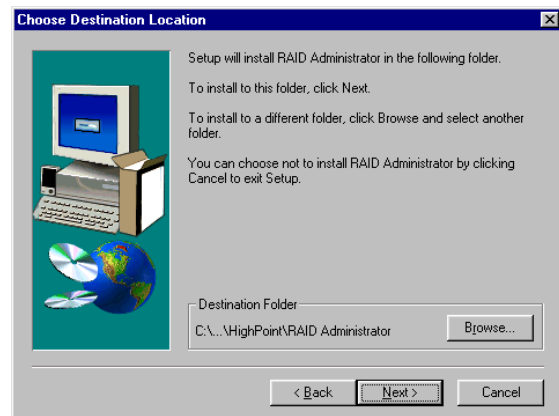 Choose Destination Location
Setup will install RAID Administrator in the following folder.
To install to this folder, click Next.
To install to a different folder, click Browse and select another
folder.
You can choose not to install RAID Administrator by clicking
Cancel to exit Setup.
Destination Folder
C:\...\HighPoint\RAID Administrator
Browse...
< Back
Next >
Cancel